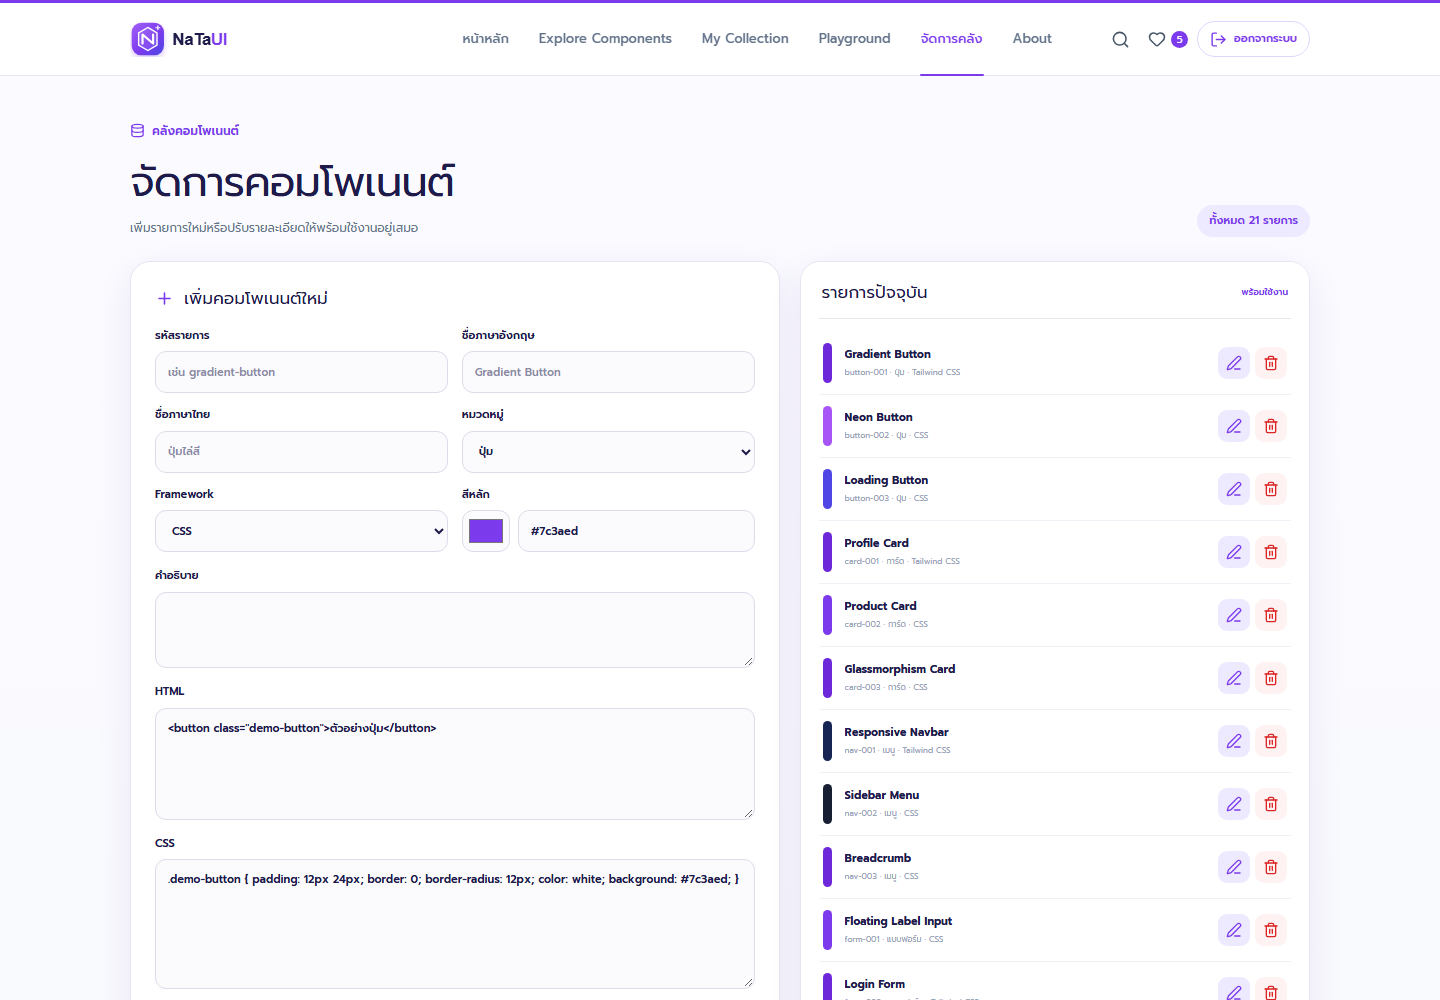 NaTaUI
หน้าหลัก
Explore Components
My Collection
Playground
จัดการคลัง
About
5
ออกจากระบบ
คลังคอมโพเนนต์
จัดการคอมโพเนนต์
เพิ่มรายการใหม่หรือปรับรายละเอียดให้พร้อมใช้งานอยู่เสมอ
ทั้งหมด 21 รายการ
เพิ่มคอมโพเนนต์ใหม่
รหัสรายการ
ชื่อภาษาอังกฤษ
เช่น gradient-button
Gradient Button
ชื่อภาษาไทย
หมวดหมู่
ปุ่มไล่สี
ปุ่ม
Framework
สีหลัก
CSS
#7c3aed
คำอธิบาย
HTML
<button class="demo-button">ตัวอย่างปุ่ม</button>
CSS
.demo-button { padding: 12px 24px; border: 0; border-radius: 12px; color: white; background: #7c3aed; }
รายการปัจจุบัน
พร้อมใช้งาน
Gradient Button
button-001 · ปุ่ม · Tailwind CSS
Neon Button
button-002 · ปุ่ม · CSS
Loading Button
button-003 · ปุ่ม · CSS
Profile Card
card-001 · การ์ด · Tailwind CSS
Product Card
card-002 · การ์ด · CSS
Glassmorphism Card
card-003 · การ์ด · CSS
Responsive Navbar
nav-001 · เมนู · Tailwind CSS
Sidebar Menu
nav-002 · เมนู · CSS
Breadcrumb
nav-003 · เมนู · CSS
Floating Label Input
form-001 · แบบฟอร์ม · CSS
Login Form